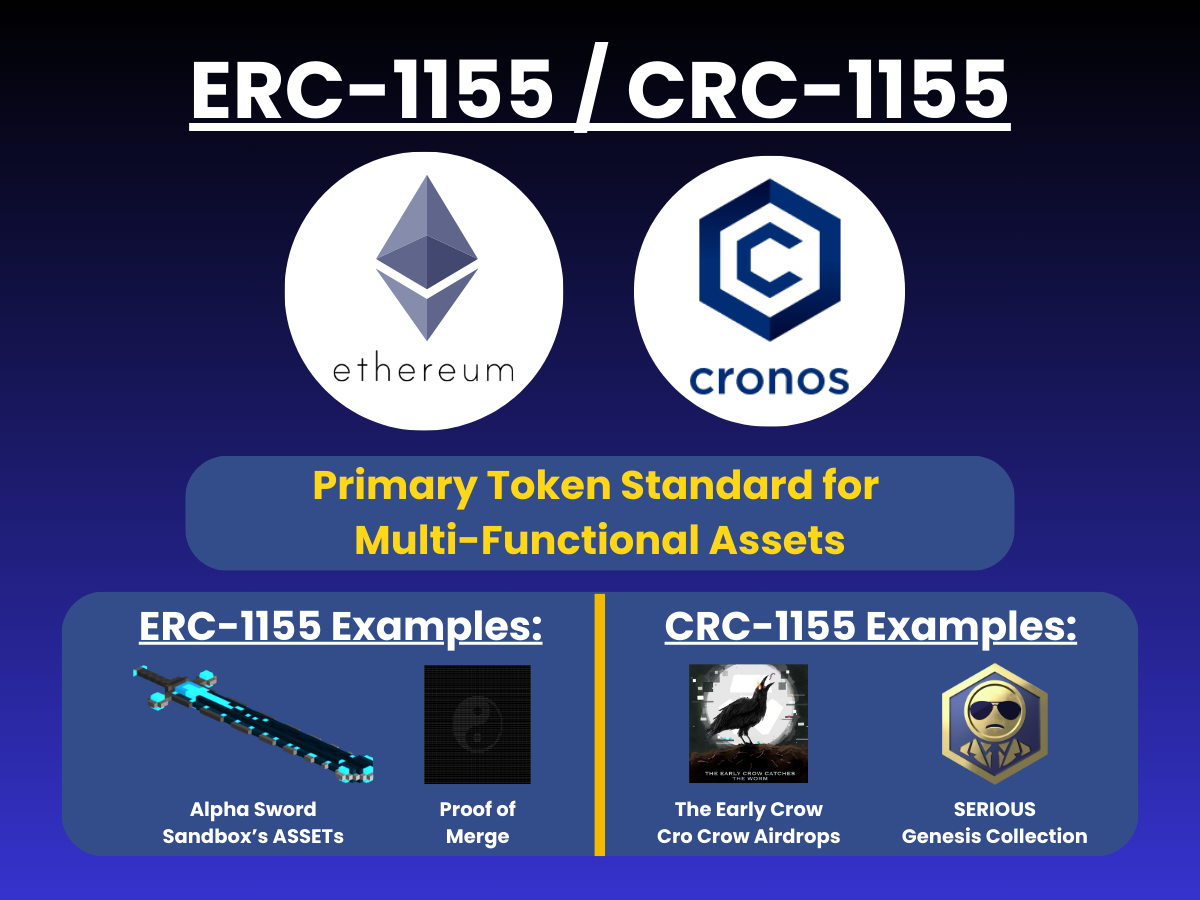 ERC-1155 / CRC-1155
ethereum
cronos
Primary Token Standard for
Multi-Functional Assets
ERC-1155 Examples:
Alpha Sword
Sandbox’s ASSETs
Proof of
Merge
CRC-1155 Examples:
THE EARLY CROW CATCHES
THE WORM
The Early Crow
Cro Crow Airdrops
SERIOUS
Genesis Collection